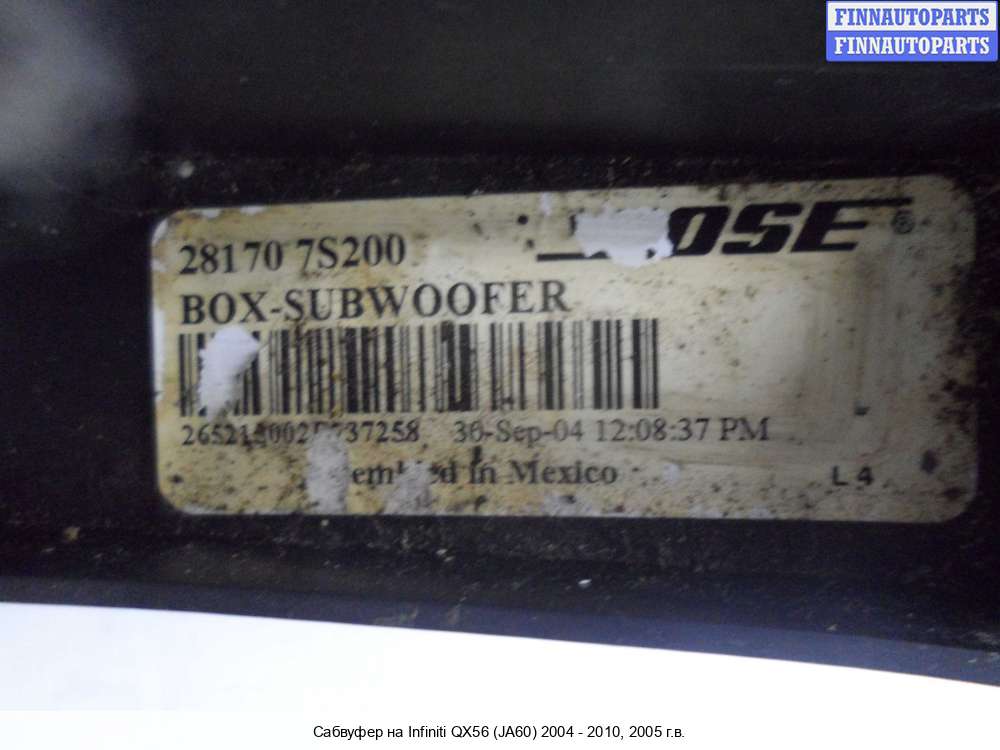 FINNAUTOPARTS
FINNAUTOPARTS
BOSE ®
28170 7S200
BOX-SUBWOOFER
30-Sep-04 12:08:37 PM
in Mexico
L 4
Сабвуфер на Infiniti QX56 (JA60) 2004 - 2010, 2005 г.в.